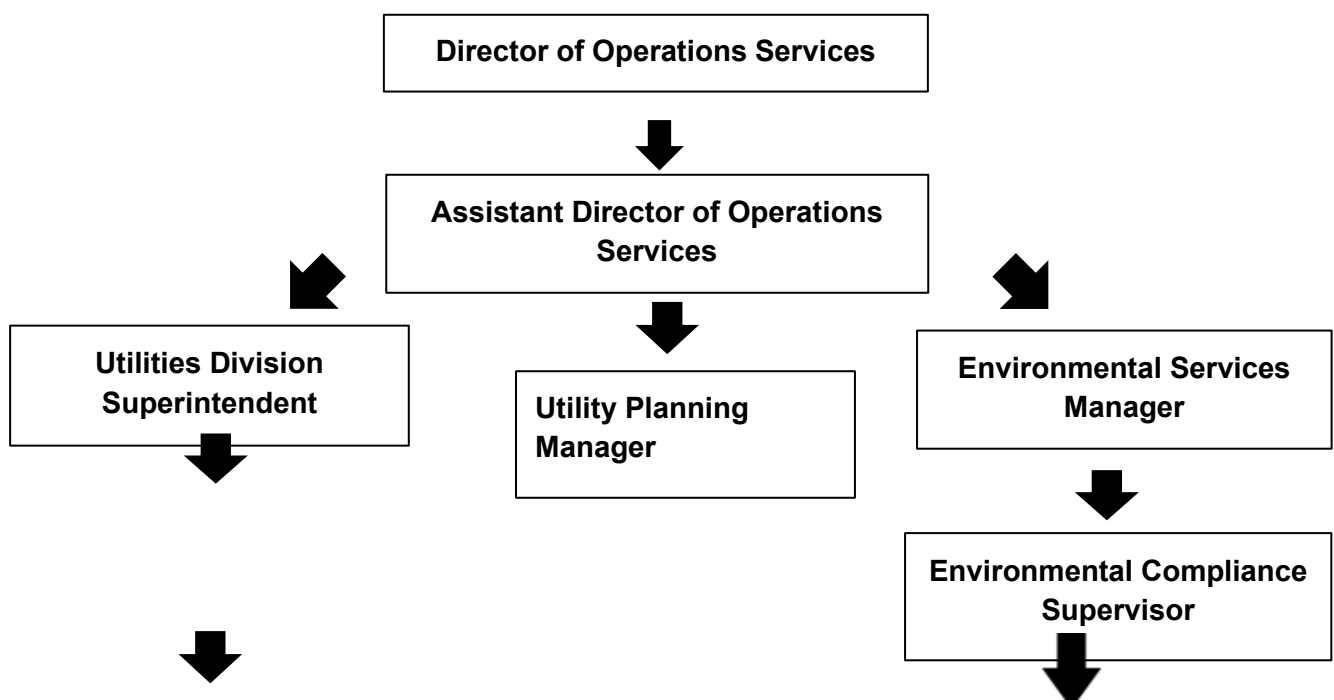 Director of Operations Services
Assistant Director of Operations
Services
Utilities Division
Superintendent
Utility Planning
Manager
Environmental Services
Manager
Environmental Compliance
Supervisor